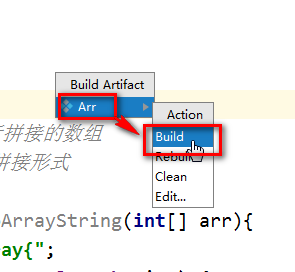 Build Artifact
Arr
Action
Build
Rebuild
Clean
Edit...
拼接的数组
拼接形式
ArrayString(int[] arr){
ay{";